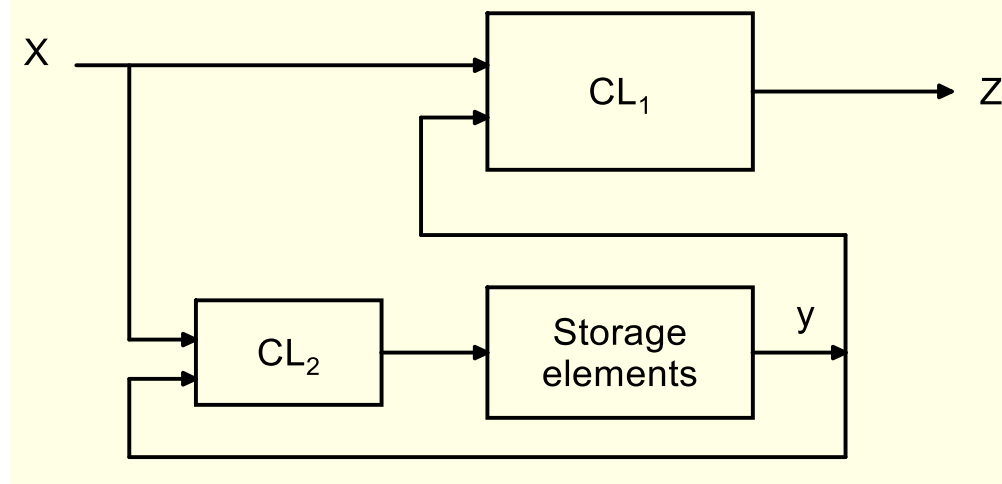 X
CL₁
Z
CL₂
Storage
elements
y